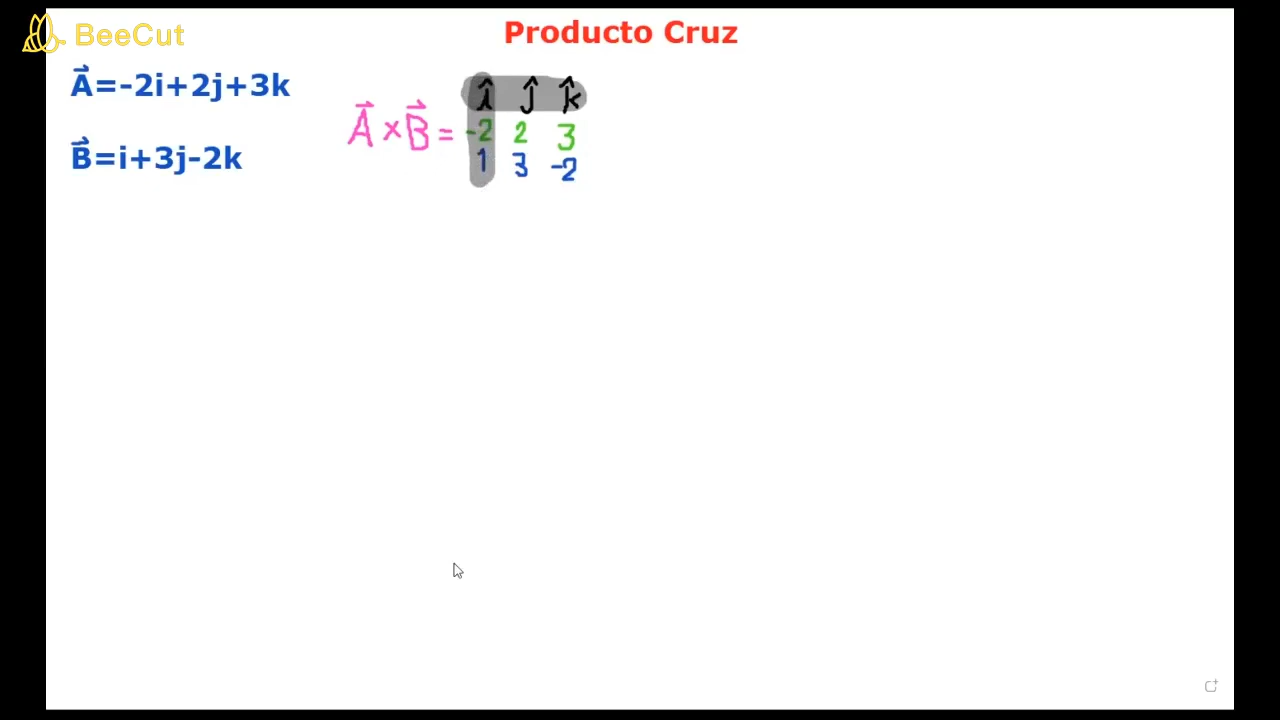 BeeCut
Producto Cruz
A⃗=-2i+2j+3k
B⃗=i+3j-2k
A⃗×B⃗= î ĵ k̂
-2 2 3
1 3 -2